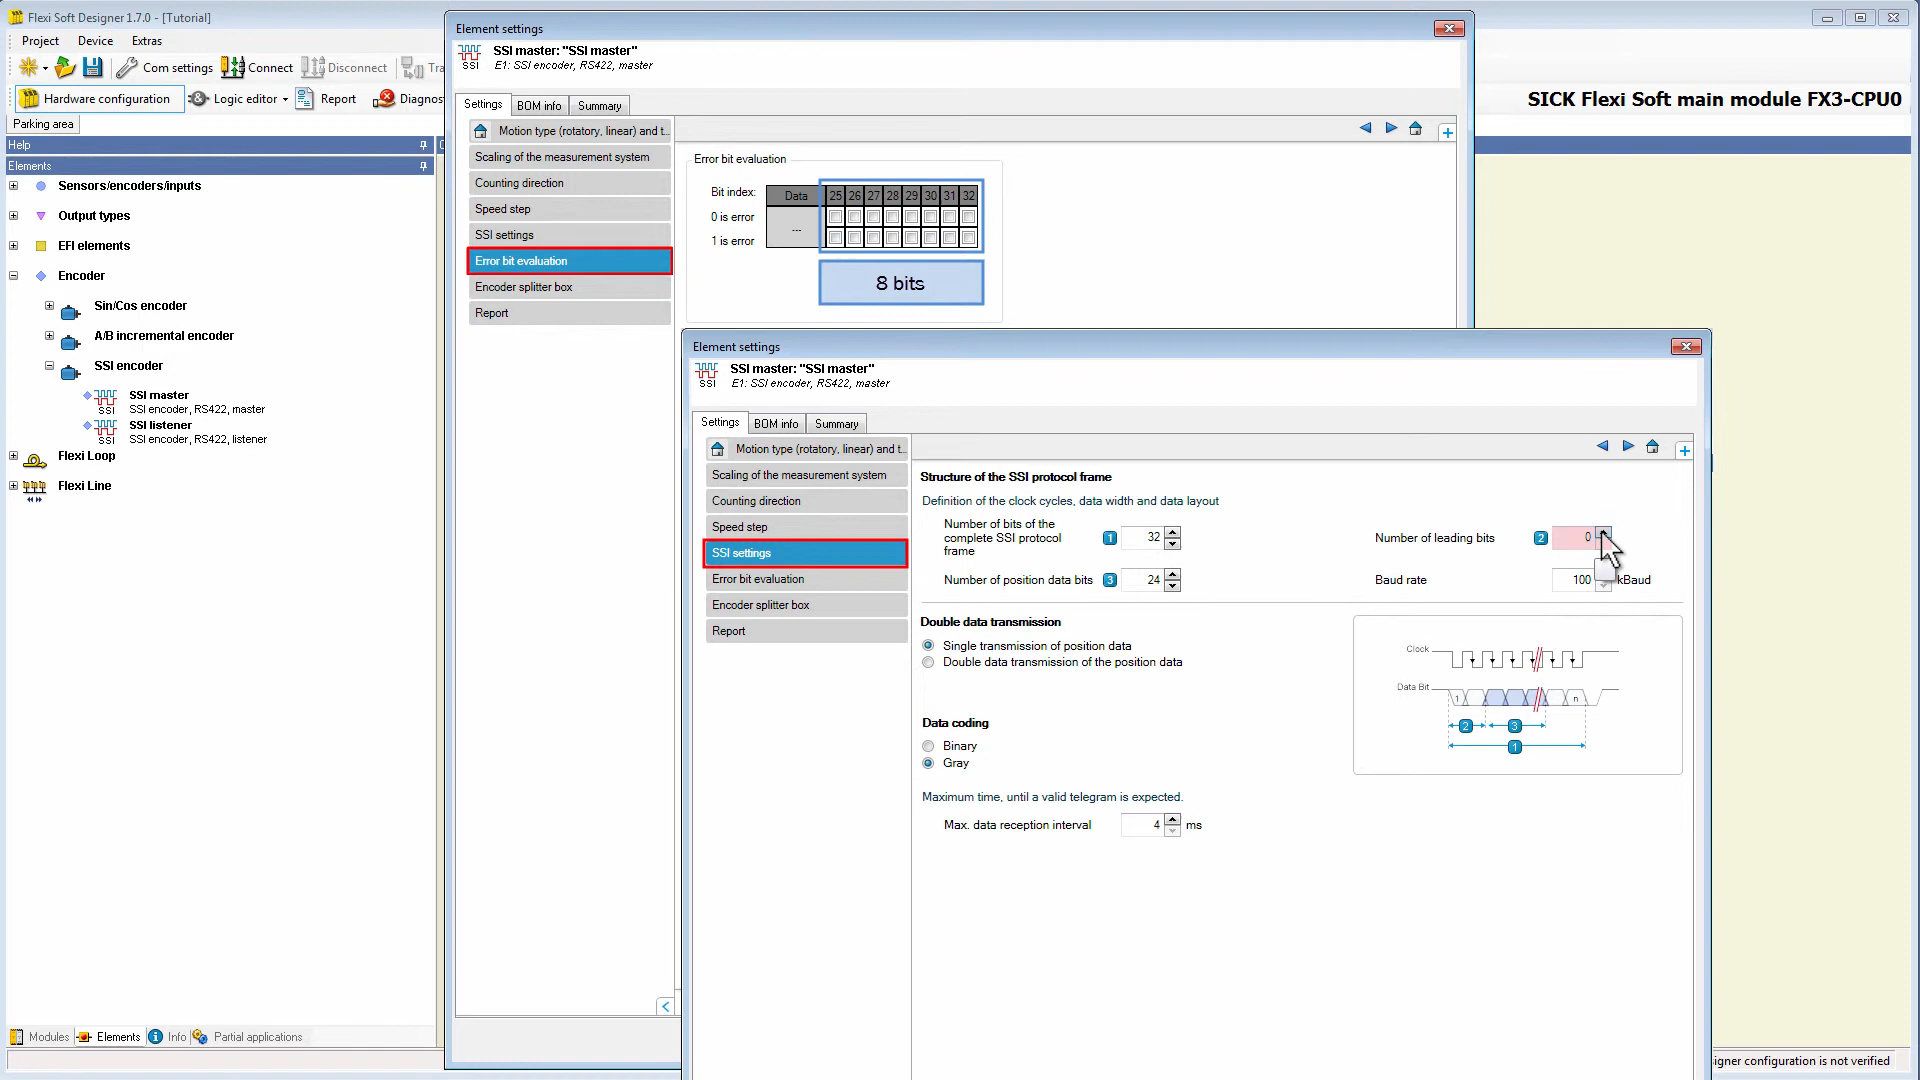 Flexi Soft Designer 1.7.0 - [Tutorial]
Project Device Extras
Com settings Connect Disconnect Tra
Hardware configuration Logic editor Report Diagnos
Parking area
SICK Flexi Soft main module FX3-CPU0
Help
Elements
Sensors/encoders/inputs
Output types
EFI elements
Encoder
Sin/Cos encoder
A/B incremental encoder
SSI encoder
SSI master
SSI encoder, RS422, master
SSI listener
SSI encoder, RS422, listener
Flexi Loop
Flexi Line
Modules Elements Info Partial applications
Element settings
SSI master: "SSI master"
E1: SSI encoder, RS422, master
SSI
Settings BOM info Summary
Motion type (rotatory, linear) and t...
Scaling of the measurement system
Counting direction
Speed step
SSI settings
Error bit evaluation
Encoder splitter box
Report
Error bit evaluation
Bit index: Data 25 26 27 28 29 30 31 32
0 is error
...
1 is error
8 bits
Element settings
SSI master: "SSI master"
E1: SSI encoder, RS422, master
SSI
Settings BOM info Summary
Motion type (rotatory, linear) and t...
Scaling of the measurement system
Counting direction
Speed step
SSI settings
Error bit evaluation
Encoder splitter box
Report
Structure of the SSI protocol frame
Definition of the clock cycles, data width and data layout
Number of bits of the
complete SSI protocol
frame
1 32
Number of leading bits 2 0
Number of position data bits 3 24
Baud rate 100 kBaud
Double data transmission
Single transmission of position data
Double data transmission of the position data
Clock
Data Bit 1 n
2 3
1
Data coding
Binary
Gray
Maximum time, until a valid telegram is expected.
Max. data reception interval 4 ms
igner configuration is not verified